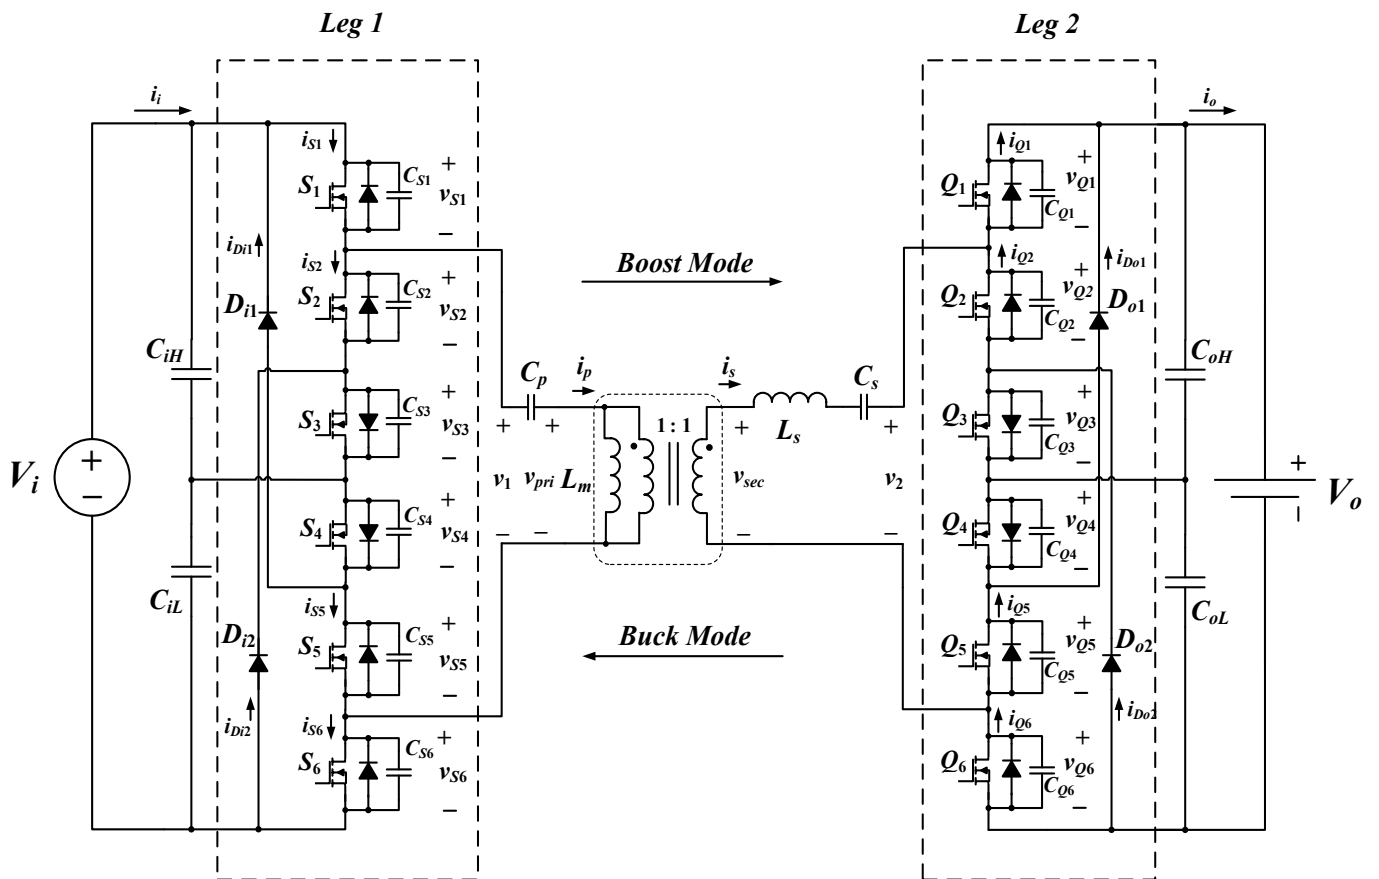 Leg 1
Leg 2
i_i
i_o
i_S1
S_1
C_S1
+
v_S1
−
i_Q1
Q_1
C_Q1
+
v_Q1
−
i_Di1
i_S2
S_2
C_S2
+
v_S2
−
Boost Mode
i_Q2
Q_2
C_Q2
+
v_Q2
−
i_Do1
D_i1
D_o1
C_iH
C_oH
C_p
i_p
i_s
C_s
S_3
C_S3
+
v_S3
−
+
+
1 : 1
+
L_s
+
Q_3
C_Q3
+
v_Q3
−
V_i
+
−
v_1
v_pri
L_m
v_sec
v_2
+
V_o
−
S_4
C_S4
+
v_S4
−
−
−
−
−
Q_4
C_Q4
+
v_Q4
−
C_iL
C_oL
i_S5
S_5
C_S5
+
v_S5
−
D_i2
Buck Mode
i_Q5
Q_5
C_Q5
+
v_Q5
−
D_o2
i_Di2
i_S6
S_6
C_S6
+
v_S6
−
i_Q6
Q_6
C_Q6
+
v_Q6
−
i_Do2